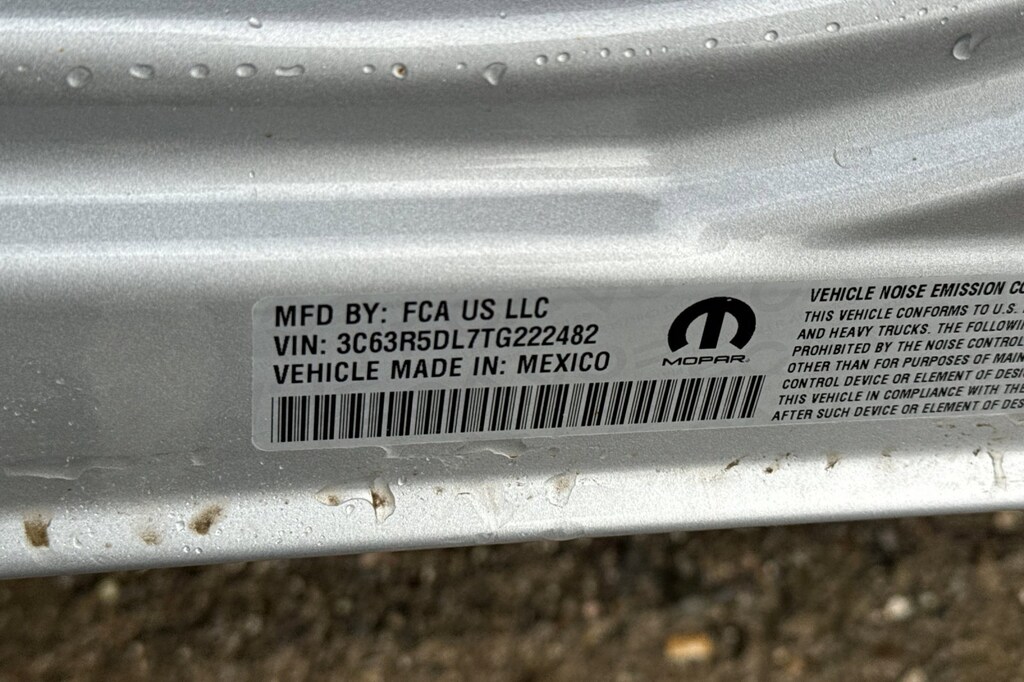 MFD BY: FCA US LLC
VIN: 3C63R5DL7TG222482
VEHICLE MADE IN: MEXICO
MOPAR
VEHICLE NOISE EMISSION
THIS VEHICLE CONFORMS TO U.S.
AND HEAVY TRUCKS. THE
PROHIBITED BY THE NOISE CONTROL
OTHER THAN FOR PURPOSES OF
CONTROL DEVICE OR ELEMENT OF
THIS VEHICLE IN COMPLIANCE WITH THE
AFTER SUCH DEVICE OR ELEMENT OF